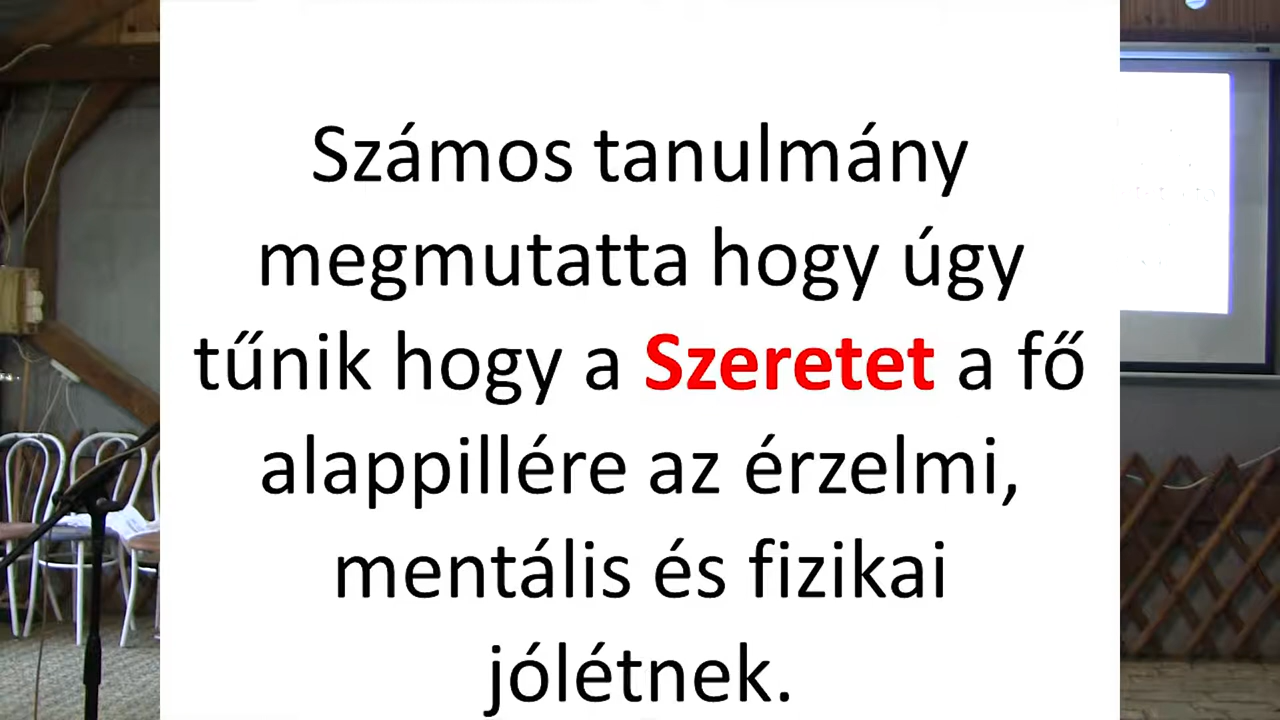 Számos tanulmány
megmutatta hogy úgy
tűnik hogy a Szeretet a fő
alappillére az érzelmi,
mentális és fizikai
jólétnek.